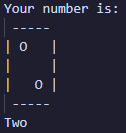 Your number is:
-----
| O   |
|     |
|   O |
-----
Two